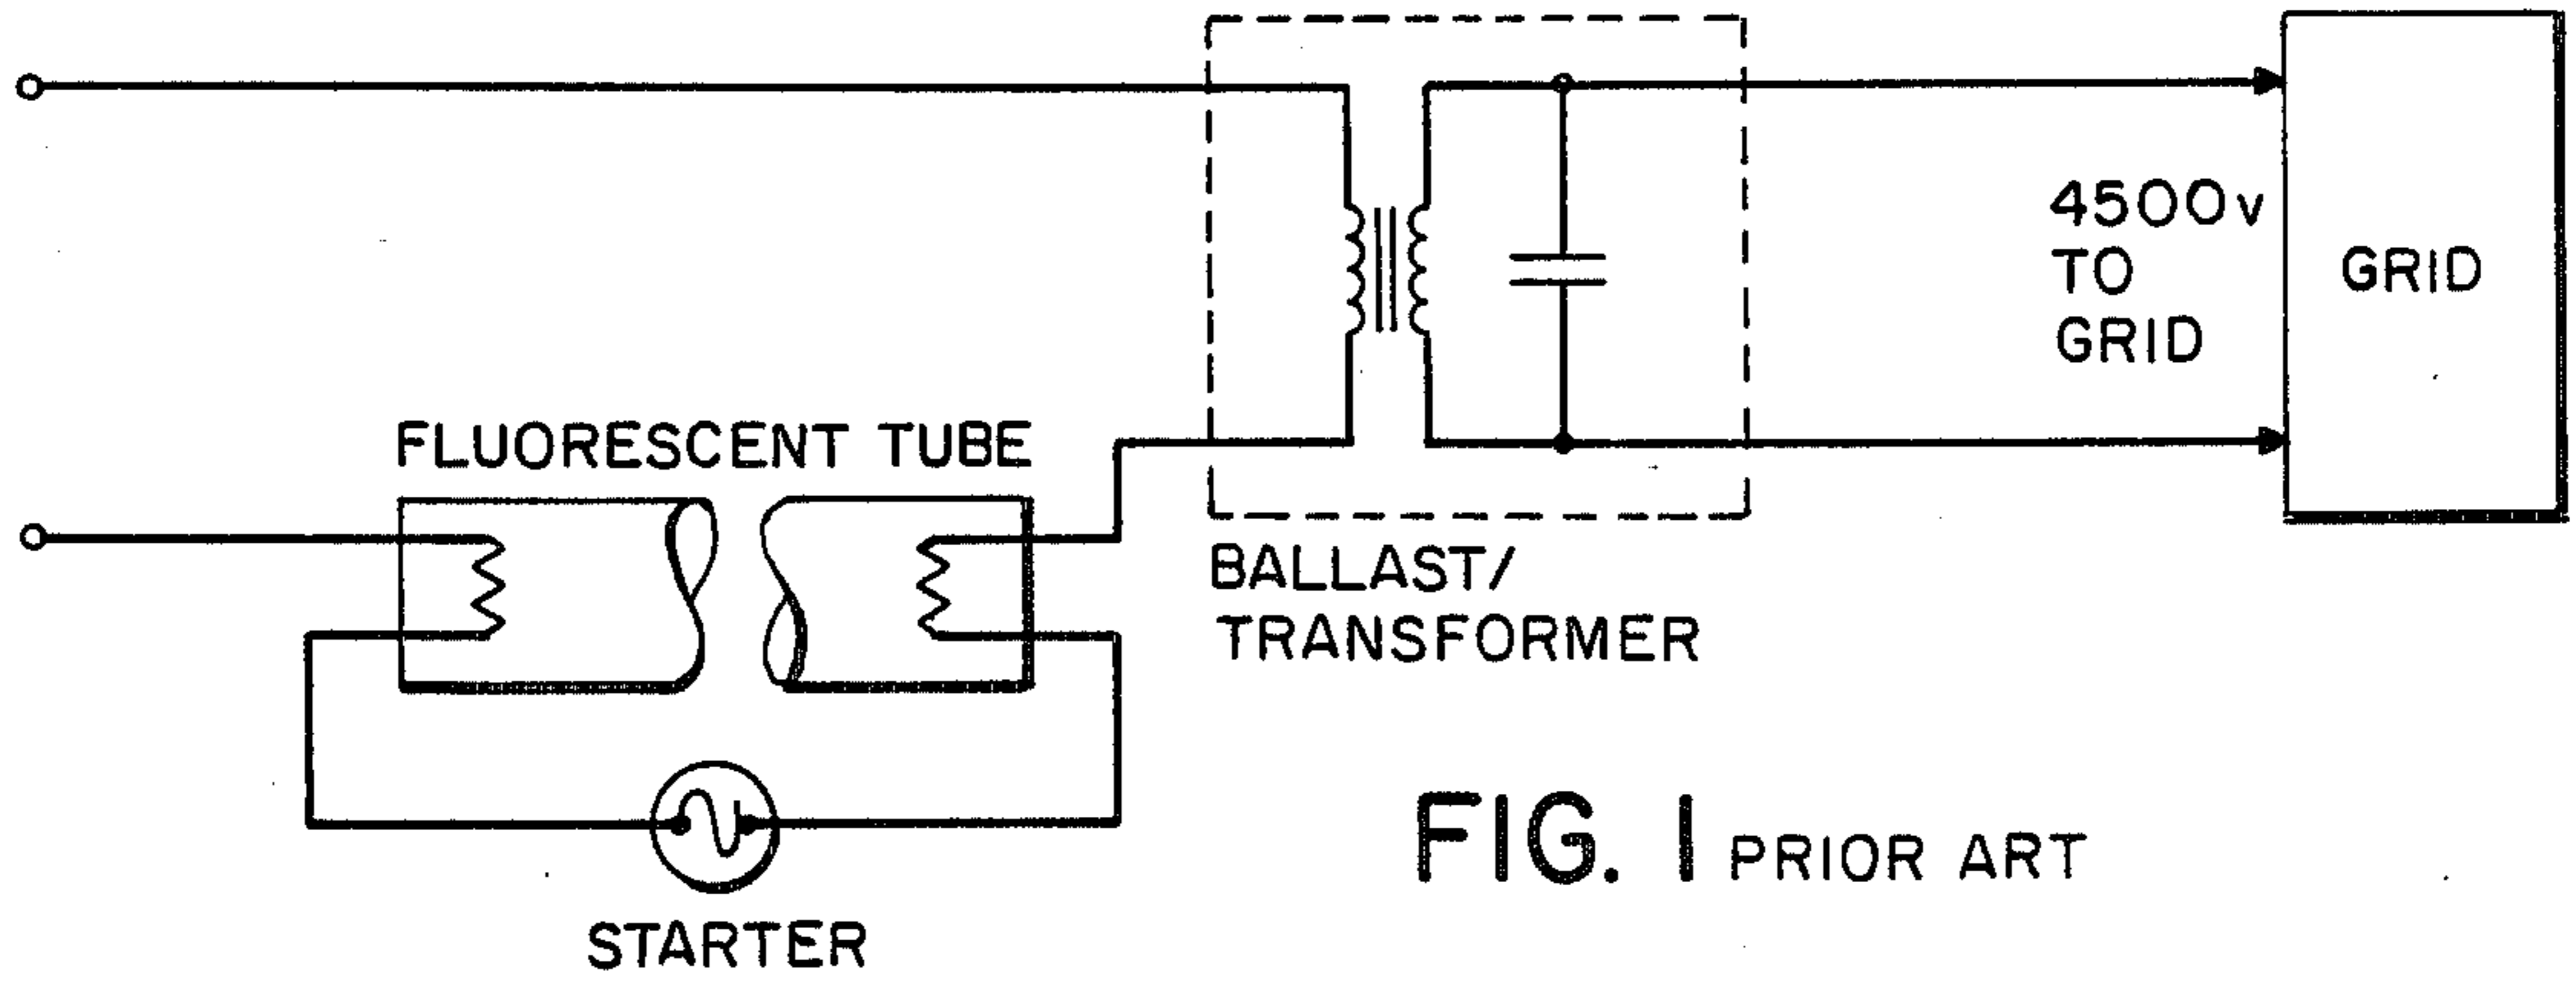 4500v
TO
GRID
GRID
FLUORESCENT TUBE
BALLAST/
TRANSFORMER
STARTER
FIG. 1 PRIOR ART